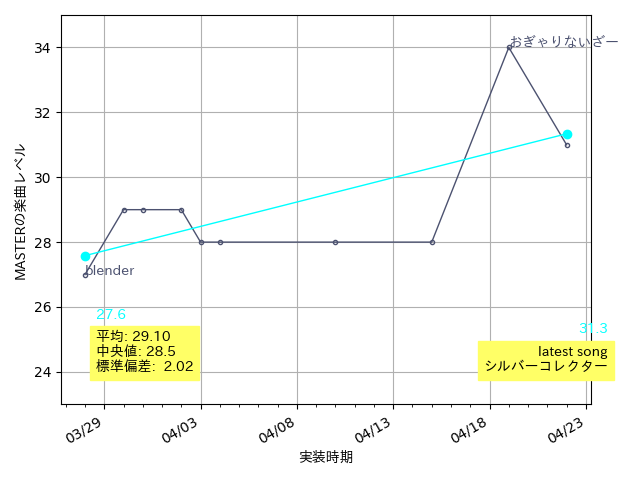 おぎゃりないざー
34
32
30
28
26
24
MASTERの楽曲レベル
blender
27.6
31.3
平均: 29.10
中央値: 28.5
標準偏差: 2.02
latest song
シルバーコレクター
03/29
04/03
04/08
04/13
04/18
04/23
実装時期